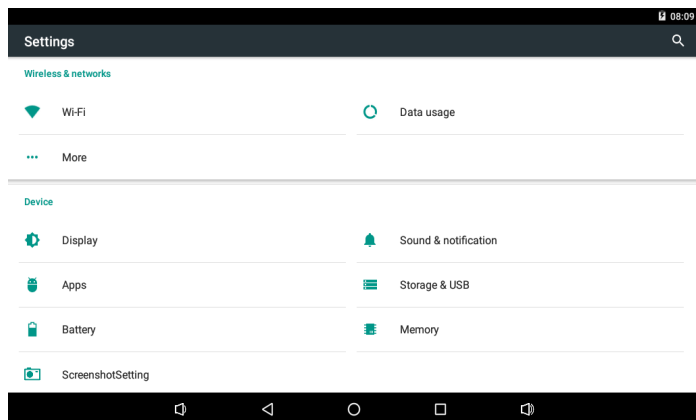 08:09
Settings
Wireless & networks
Wi-Fi
Data usage
More
Device
Display
Sound & notification
Apps
Storage & USB
Battery
Memory
ScreenshotSetting